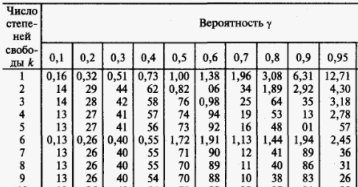 Число степе- ней свобо- ды k Вероятность γ
0,1 0,2 0,3 0,4 0,5 0,6 0,7 0,8 0,9 0,95
1 0,16 0,32 0,51 0,73 1,00 1,38 1,96 3,08 6,31 12,71
2 14 29 44 62 0,82 06 34 1,89 2,92 4,30
3 14 28 42 58 76 0,98 25 64 35 3,18
4 13 27 41 57 74 94 19 53 13 2,78
5 13 27 41 56 73 92 16 48 01 57
6 0,13 0,26 0,40 0,55 1,72 1,91 1,13 1,44 1,94 2,45
7 13 26 40 55 71 90 12 41 89 36
8 13 26 40 55 70 89 11 40 86 31
9 13 26 40 54 70 88 10 38 83 26